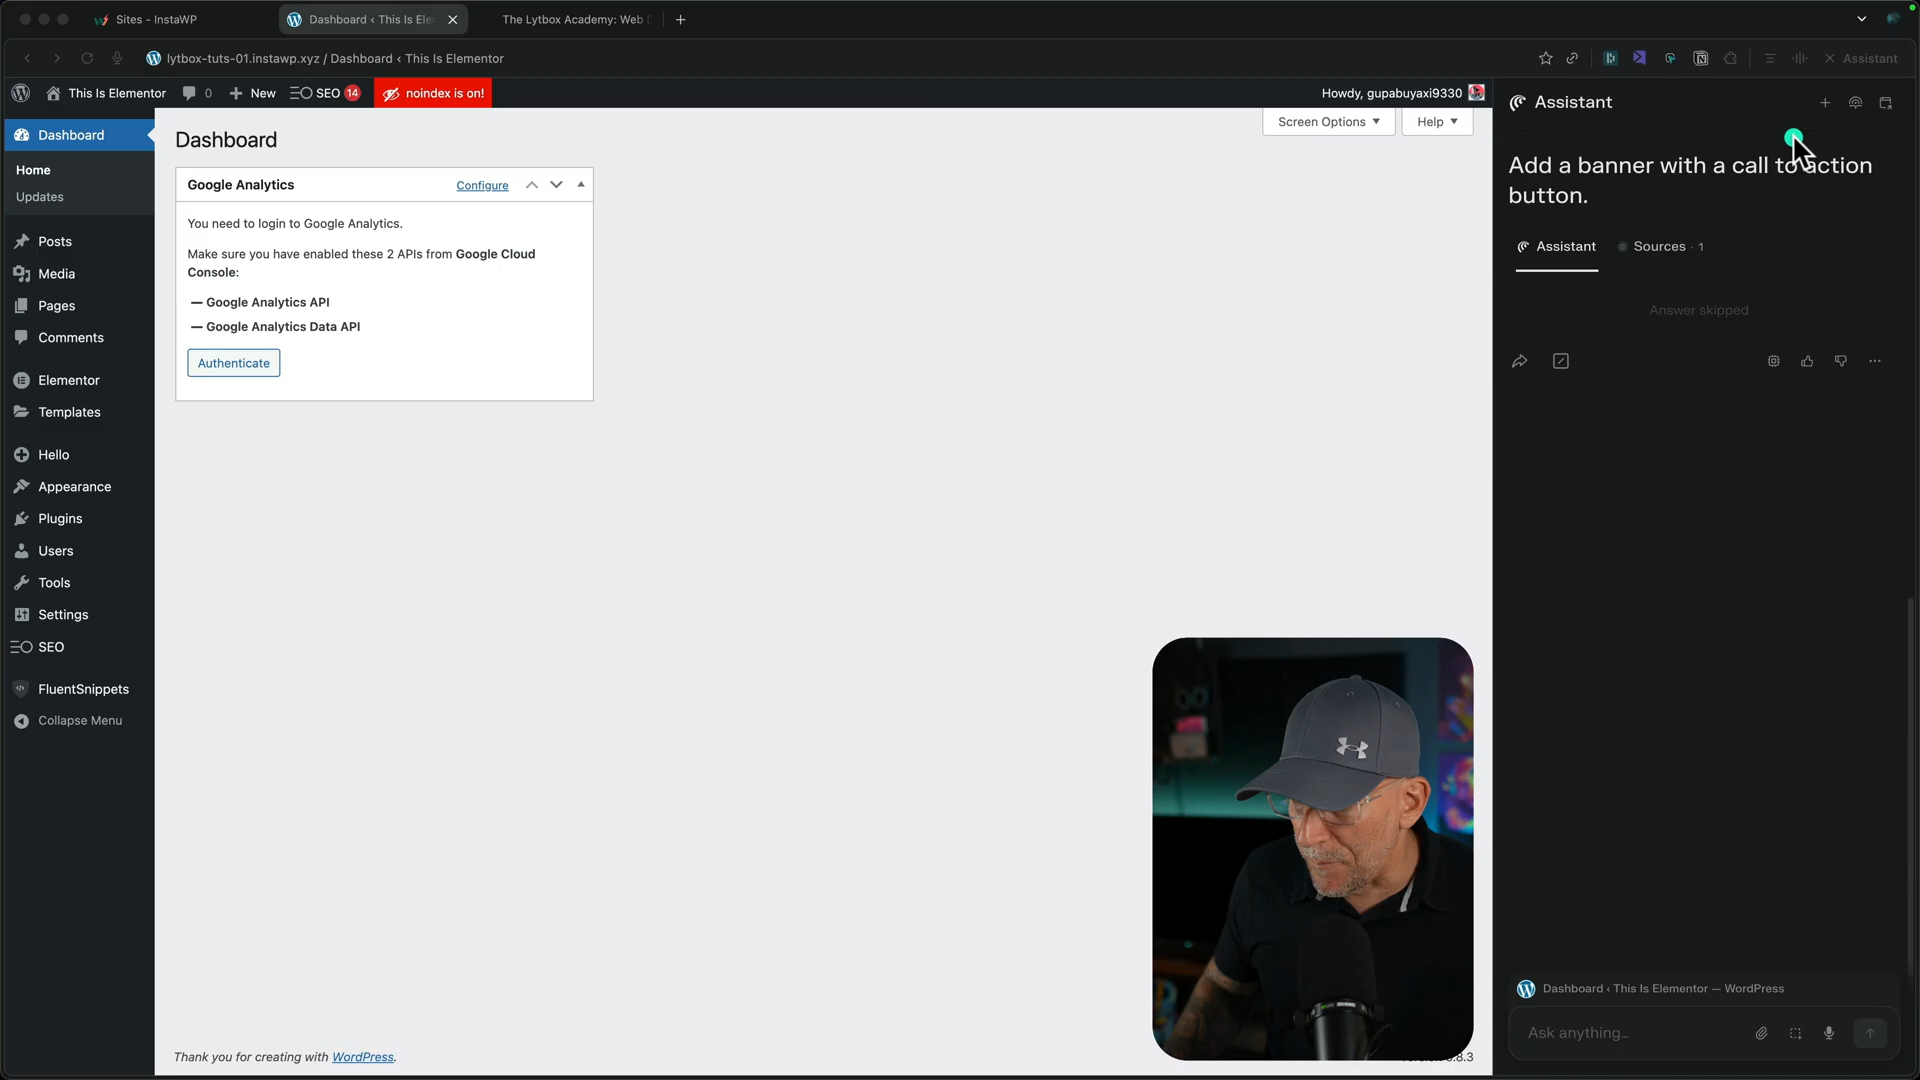 Sites - InstaWP
Dashboard ‹ This Is Ele
The Lytbox Academy: Web
lytbox-tuts-01.instawp.xyz / Dashboard ‹ This Is Elementor
Assistant
This Is Elementor
0
New
SEO 14
noindex is on!
Howdy, gupabuyaxi9330
Dashboard
Home
Updates
Posts
Media
Pages
Comments
Elementor
Templates
Hello
Appearance
Plugins
Users
Tools
Settings
SEO
FluentSnippets
Collapse Menu
Dashboard
Screen Options
Help
Google Analytics
Configure
You need to login to Google Analytics.
Make sure you have enabled these 2 APIs from Google Cloud
Console:
— Google Analytics API
— Google Analytics Data API
Authenticate
Thank you for creating with WordPress.
8.3
Assistant
Add a banner with a call to action
button.
Assistant
Sources · 1
Answer skipped
Dashboard ‹ This Is Elementor — WordPress
Ask anything...